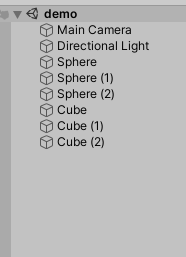 demo
Main Camera
Directional Light
Sphere
Sphere (1)
Sphere (2)
Cube
Cube (1)
Cube (2)